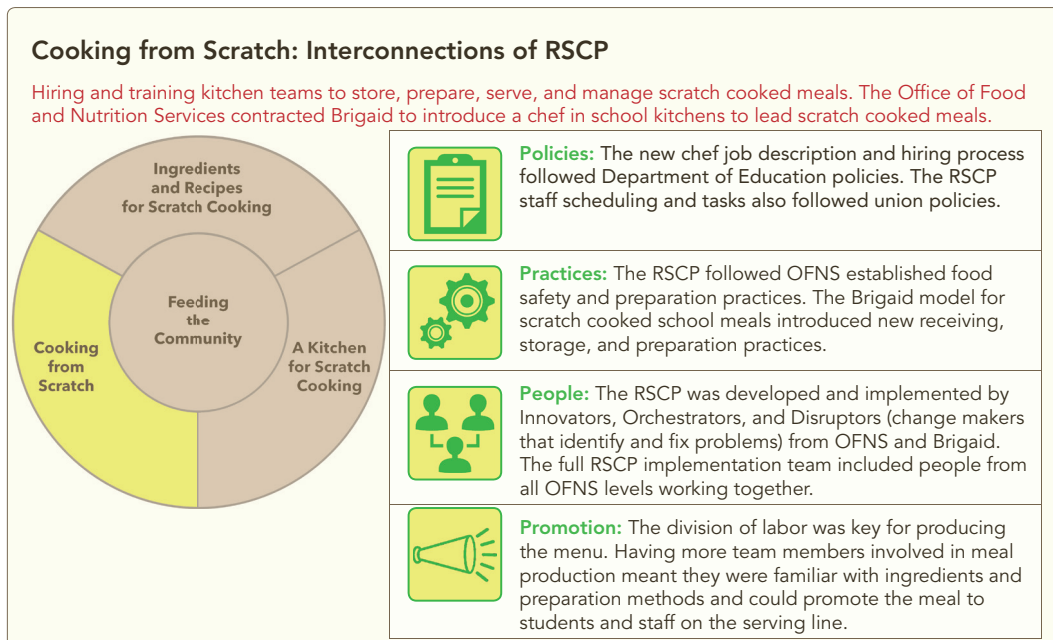 Cooking from Scratch: Interconnections of RSCP
Hiring and training kitchen teams to store, prepare, serve, and manage scratch cooked meals. The Office of Food
and Nutrition Services contracted Brigaid to introduce a chef in school kitchens to lead scratch cooked meals.
Ingredients
and Recipes
for Scratch Cooking
Feeding
the
Community
Cooking
from
Scratch
A Kitchen
for Scratch
Cooking
Policies: The new chef job description and hiring process
followed Department of Education policies. The RSCP
staff scheduling and tasks also followed union policies.
Practices: The RSCP followed OFNS established food
safety and preparation practices. The Brigaid model for
scratch cooked school meals introduced new receiving,
storage, and preparation practices.
People: The RSCP was developed and implemented by
Innovators, Orchestrators, and Disruptors (change makers
that identify and fix problems) from OFNS and Brigaid.
The full RSCP implementation team included people from
all OFNS levels working together.
Promotion: The division of labor was key for producing
the menu. Having more team members involved in meal
production meant they were familiar with ingredients and
preparation methods and could promote the meal to
students and staff on the serving line.